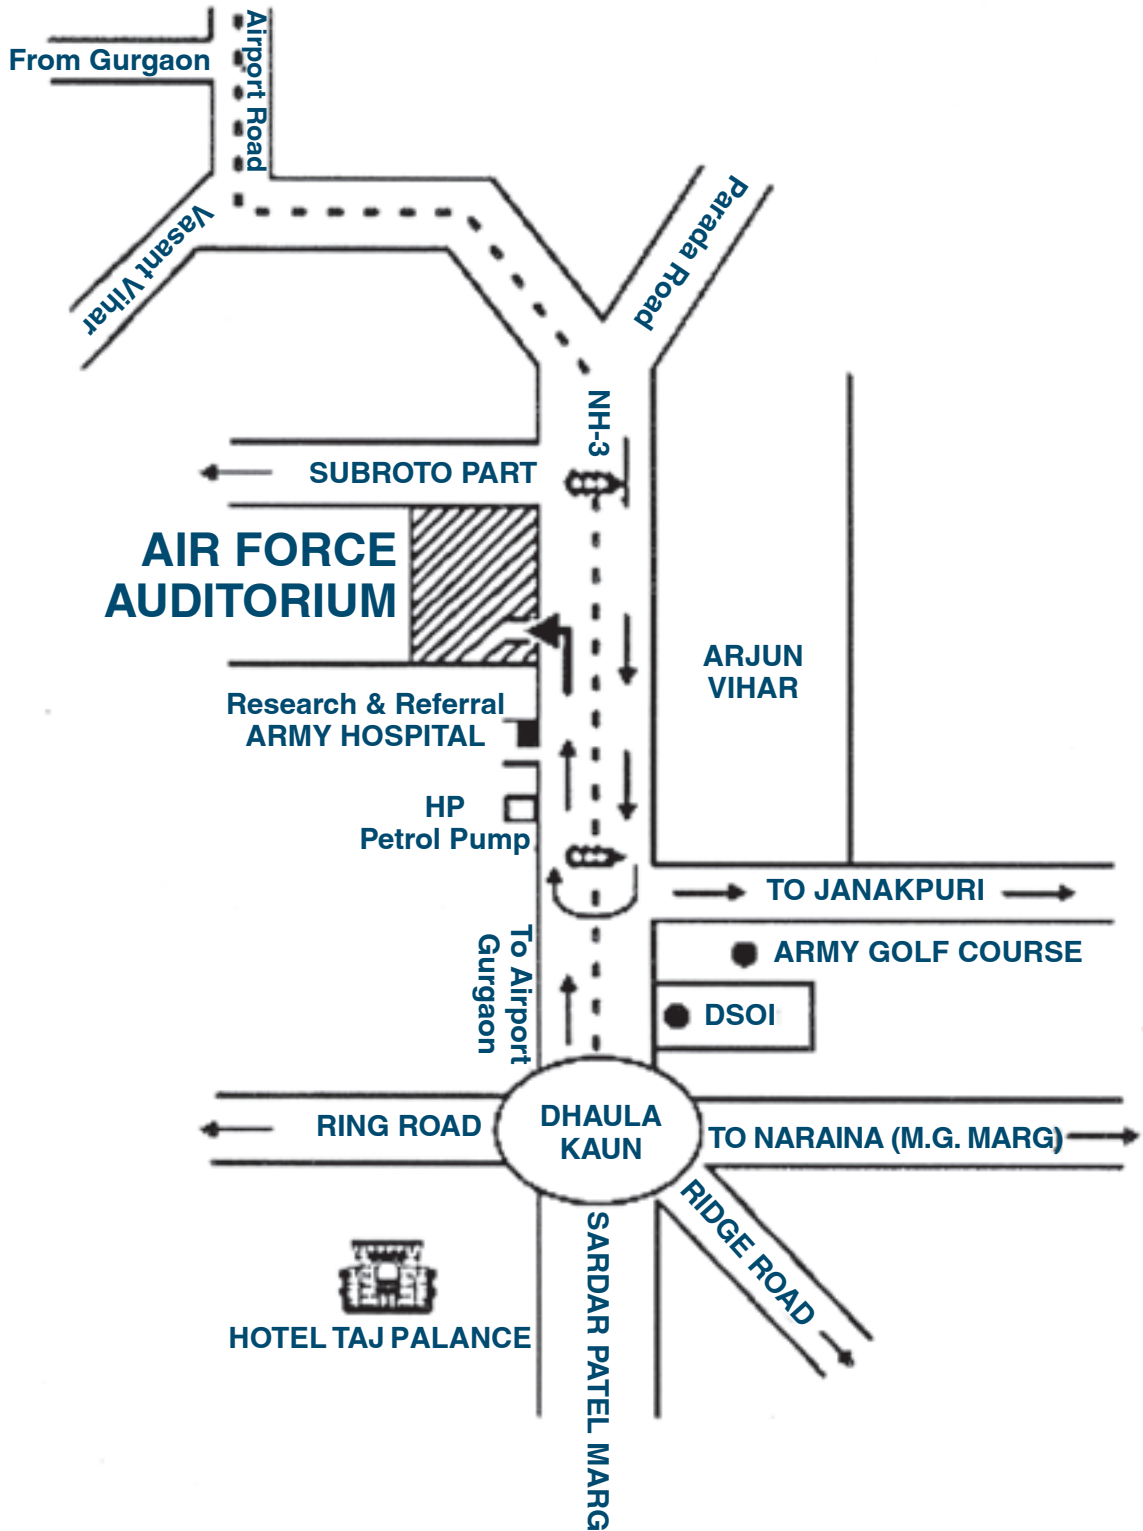 From Gurgaon
Airport Road
Vasant Vihar
Parada Road
NH-3
SUBROTO PART
AIR FORCE
AUDITORIUM
ARJUN
VIHAR
Research & Referral
ARMY HOSPITAL
HP
Petrol Pump
TO JANAKPURI
To Airport
Gurgaon
ARMY GOLF COURSE
DSOI
RING ROAD
DHAULA
KAUN
TO NARAINA (M.G. MARG)
RIDGE ROAD
SARDAR PATEL MARG
HOTEL TAJ PALANCE